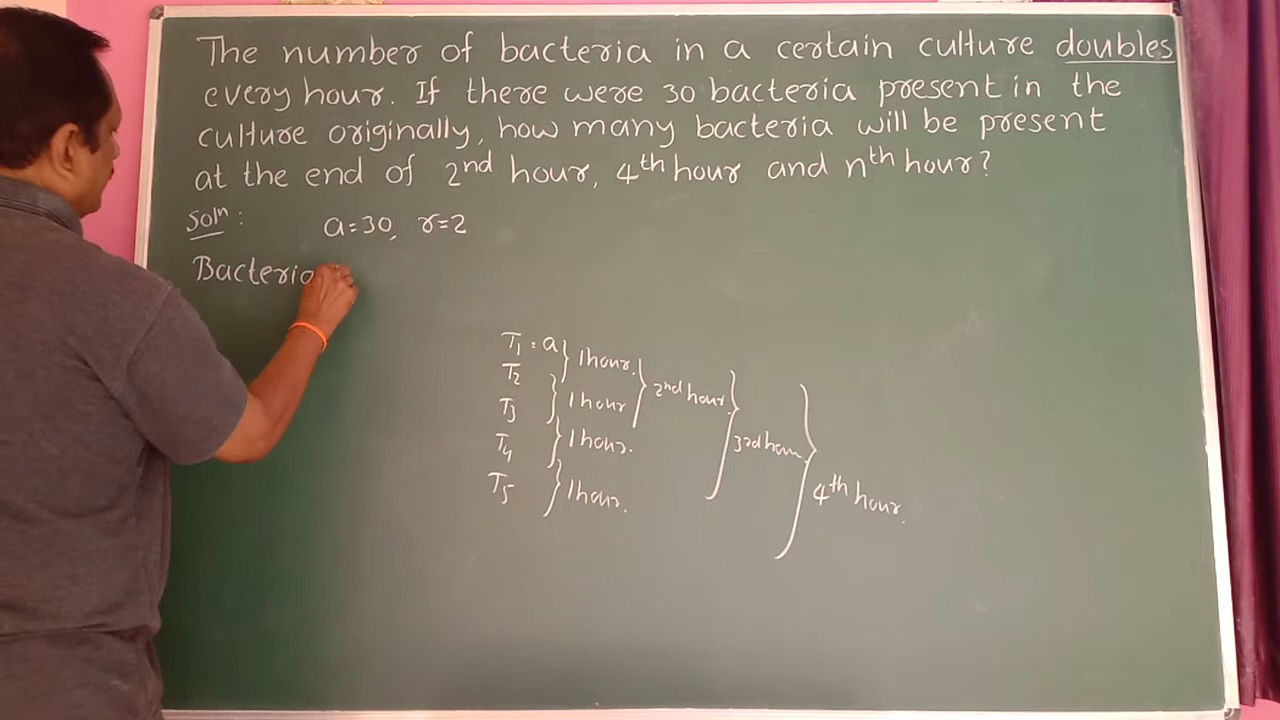 The number of bacteria in a certain culture doubles
every hour. If there were 30 bacteria present in the
culture originally, how many bacteria will be present
at the end of 2nd hour, 4th hour and nth hour?
Soln :
a=30, r=2
Bacteria
T1 = a } 1 hour.
T2
T3 } 1 hour } 2nd hour.
T4 } 1 hour. } 3rd hour.
T5 } 1 hour. } 4th hour.